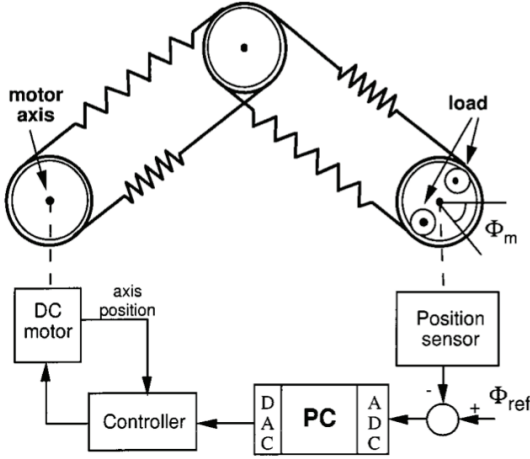 motor
axis
load
Φm
DC
motor
axis
position
Position
sensor
- Φref
+
Controller
D
A
C
PC
A
D
C